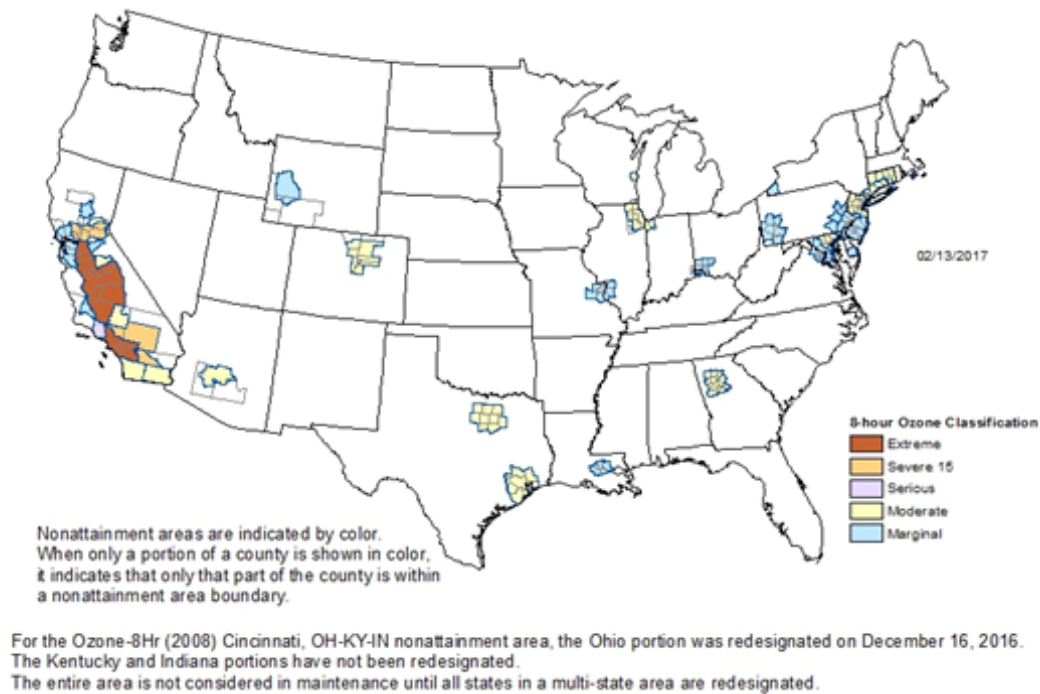 02/13/2017
8-hour Ozone Classification
Extreme
Severe 15
Serious
Moderate
Marginal
Nonattainment areas are indicated by color.
When only a portion of a county is shown in color,
it indicates that only that part of the county is within
a nonattainment area boundary.
For the Ozone-8Hr (2008) Cincinnati, OH-KY-IN nonattainment area, the Ohio portion was redesignated on December 16, 2016.
The Kentucky and Indiana portions have not been redesignated.
The entire area is not considered in maintenance until all states in a multi-state area are redesignated.